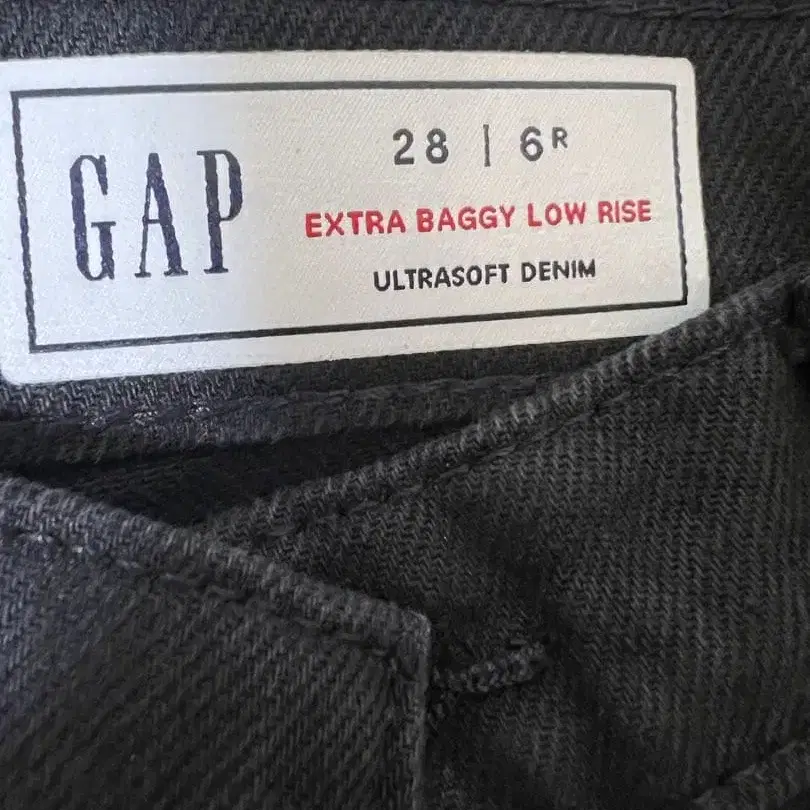 GAP
28 | 6R
EXTRA BAGGY LOW RISE
ULTRASOFT DENIM